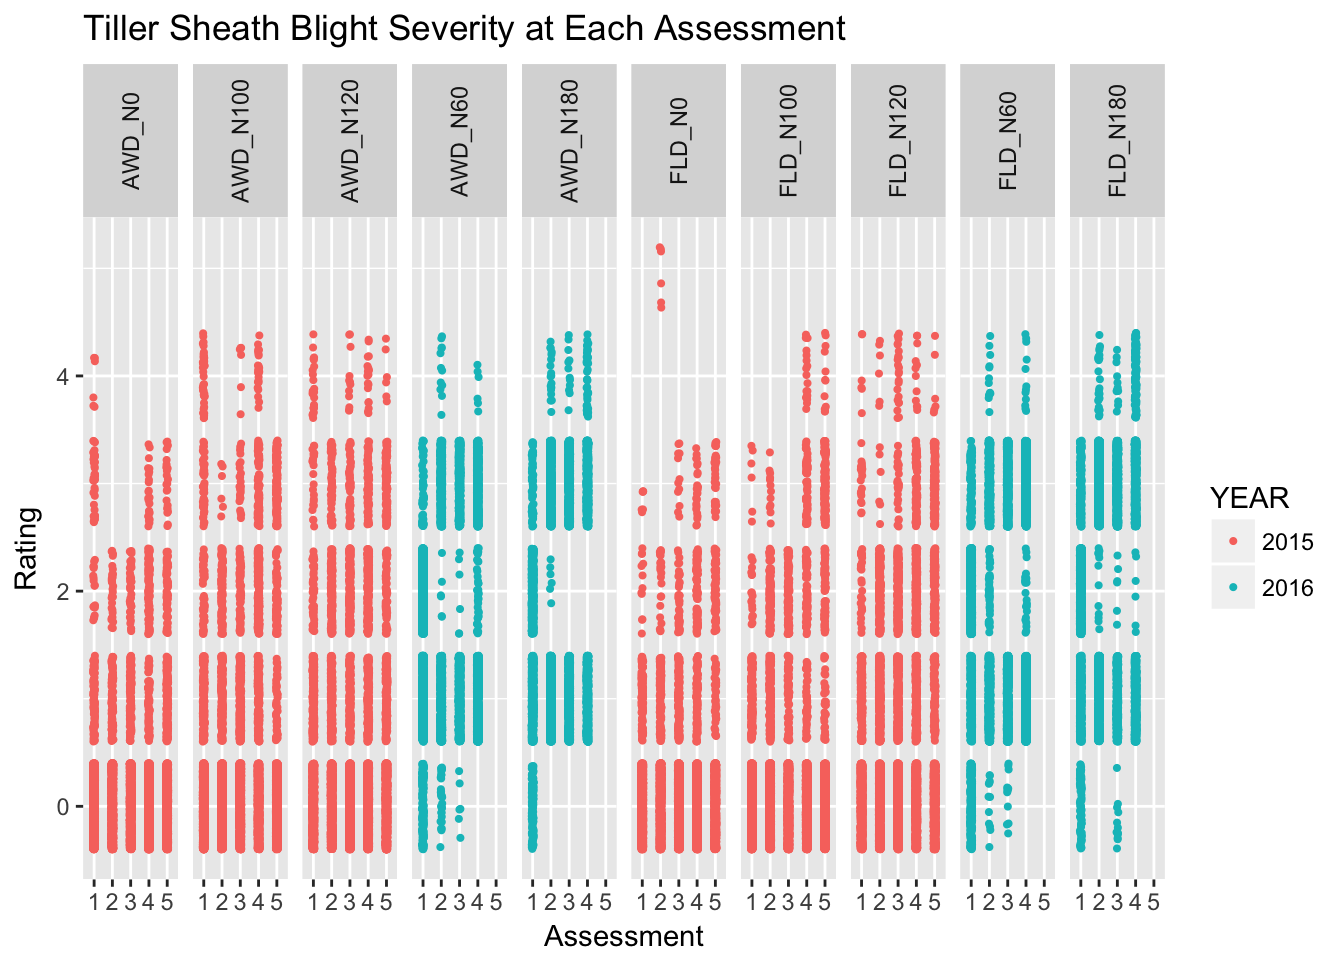 Tiller Sheath Blight Severity at Each Assessment
AWD_N0
AWD_N100
AWD_N120
AWD_N60
AWD_N180
FLD_N0
FLD_N100
FLD_N120
FLD_N60
FLD_N180
4
2
0
Rating
1 2 3 4 5
1 2 3 4 5
1 2 3 4 5
1 2 3 4 5
1 2 3 4 5
1 2 3 4 5
1 2 3 4 5
1 2 3 4 5
1 2 3 4 5
1 2 3 4 5
Assessment
YEAR
2015
2016